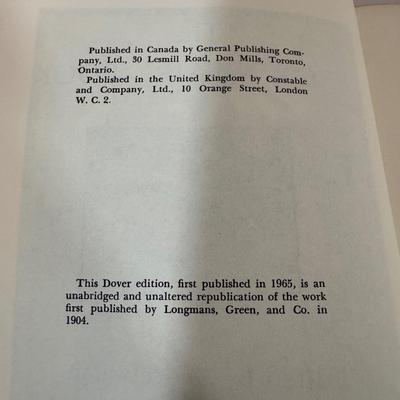 Published in Canada by General Publishing Com-
pany, Ltd., 30 Lesmill Road, Don Mills, Toronto,
Ontario.
Published in the United Kingdom by Constable
and Company, Ltd., 10 Orange Street, London
W. C. 2.
This Dover edition, first published in 1965, is an
unabridged and unaltered republication of the work
first published by Longmans, Green, and Co. in
1904.